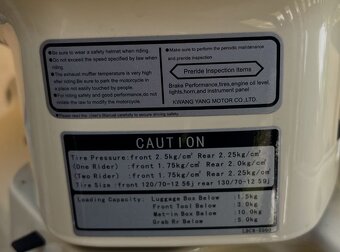 ●Be sure to wear a safety helmet when riding.
●Do not exceed the speed specified by law when
riding.
●The exhaust muffler temperature is very high
after riding Be sure to park the motorcycle in
a place not easily touched by people.
●For riding safety and good performance,do not
rotate the law to modify the motorcycle.
●Make sure to perform the periodic maintenance
and preride inspection
Preride Inspection items
Brake Performance,tires,engine oil level,
lights,horn,and instrument panel
KWANG YANG MOTOR CO.,LTD.
●Please read the User's Manual carefully to ensure safe driving.
CAUTION
Tire Pressure:front 2.5kg/cm² Rear 2.25kg/cm²
(One Rider) :front 1.75kg/cm² Rear 2.0kg/cm²
(Two Rider) :front 1.75kg/cm² Rear 2.25kg/cm²
Tire Size :front 120/70-12 56j rear 130/70-12 59j
Loading Capacity: Luggage Box Below :1.5kg
Front Tool Below :3.0kg
Met-in Box Below :10.0kg
Grab Rr Below :5.0kg